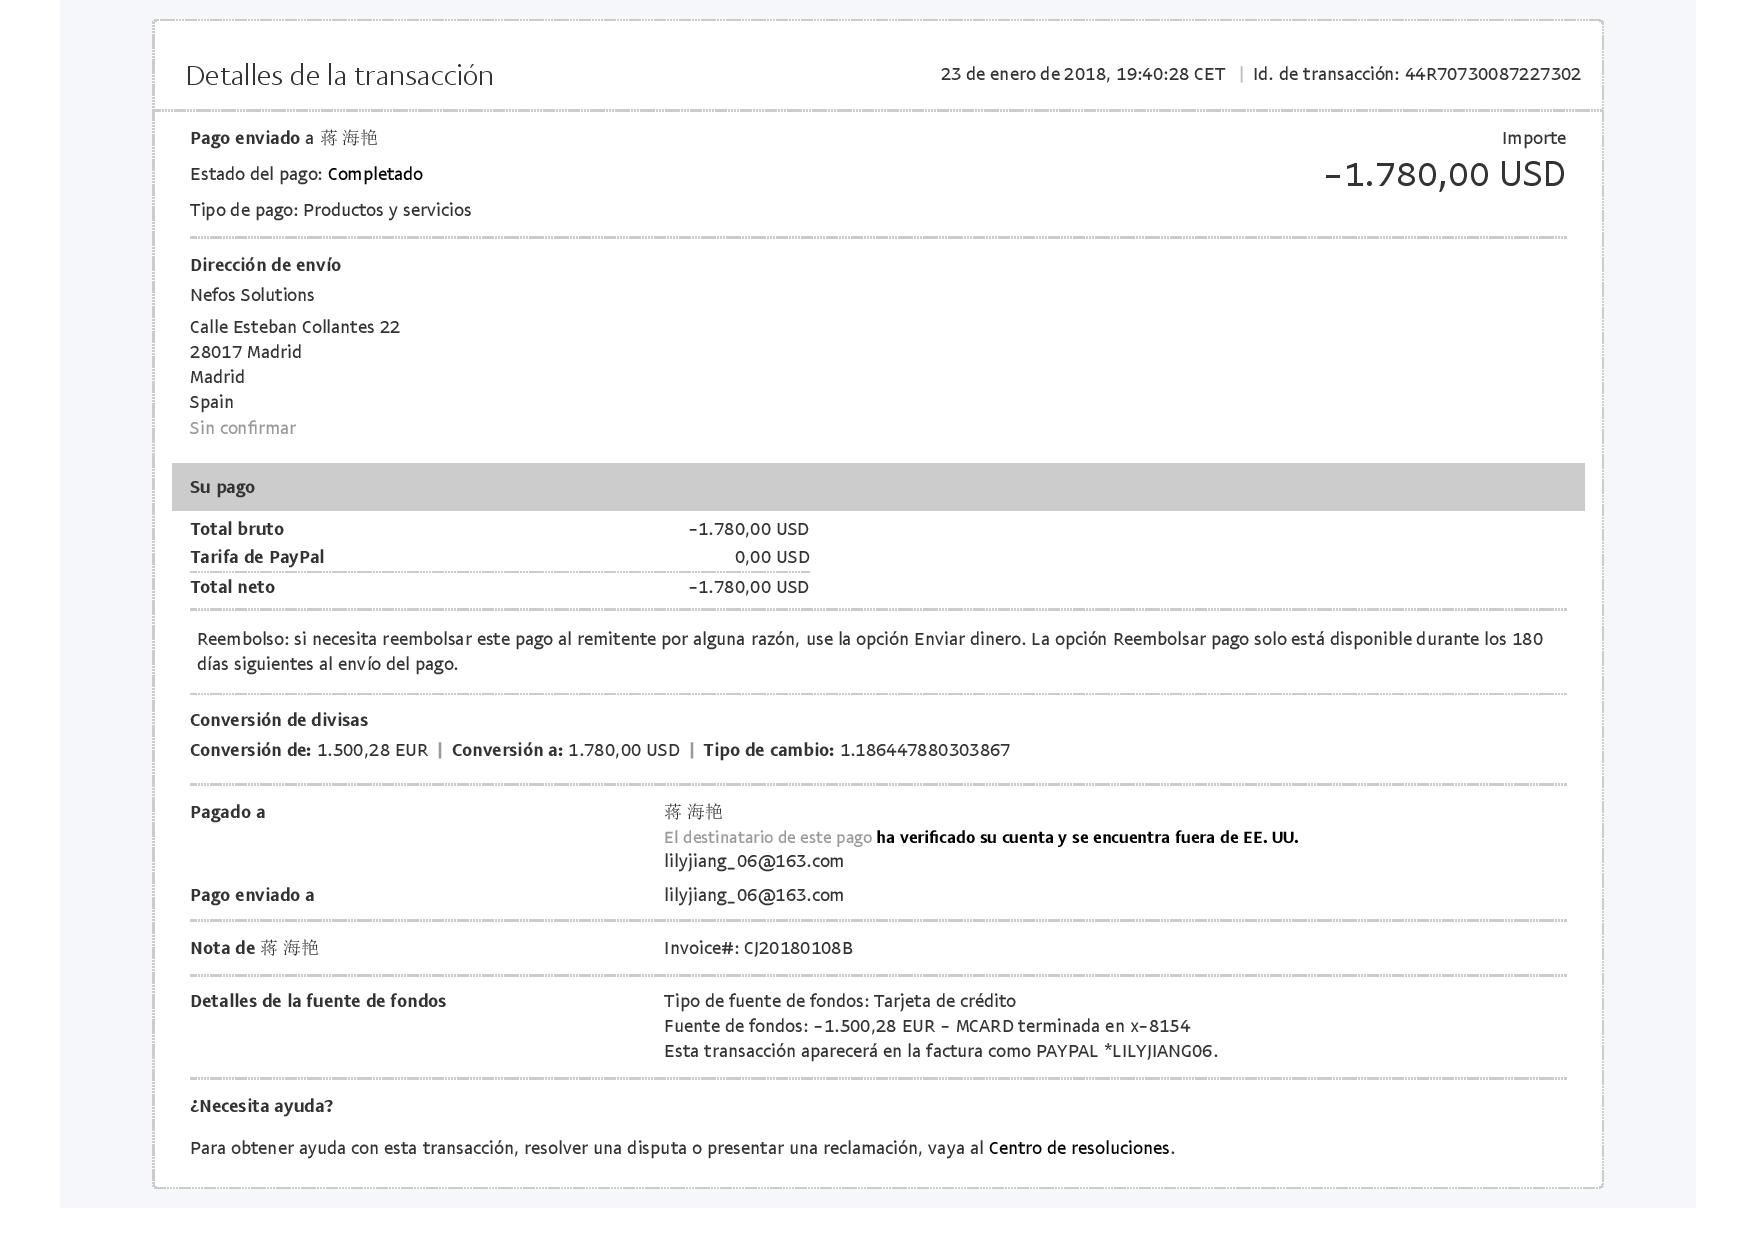 Detalles de la transacción
23 de enero de 2018, 19:40:28 CET | Id. de transacción: 44R70730087227302
Pago enviado a 蒋 海艳
Importe
Estado del pago: Completado
-1.780,00 USD
Tipo de pago: Productos y servicios
Dirección de envío
Nefos Solutions
Calle Esteban Collantes 22
28017 Madrid
Madrid
Spain
Sin confirmar
Su pago
Total bruto -1.780,00 USD
Tarifa de PayPal 0,00 USD
Total neto -1.780,00 USD
Reembolso: si necesita reembolsar este pago al remitente por alguna razón, use la opción Enviar dinero. La opción Reembolsar pago solo está disponible durante los 180
días siguientes al envío del pago.
Conversión de divisas
Conversión de: 1.500,28 EUR | Conversión a: 1.780,00 USD | Tipo de cambio: 1.186447880303867
Pagado a 蒋 海艳
El destinatario de este pago ha verificado su cuenta y se encuentra fuera de EE. UU.
lilyjiang_06@163.com
Pago enviado a lilyjiang_06@163.com
Nota de 蒋 海艳 Invoice#: CJ20180108B
Detalles de la fuente de fondos Tipo de fuente de fondos: Tarjeta de crédito
Fuente de fondos: -1.500,28 EUR - MCARD terminada en x-8154
Esta transacción aparecerá en la factura como PAYPAL *LILYJIANG06.
¿Necesita ayuda?
Para obtener ayuda con esta transacción, resolver una disputa o presentar una reclamación, vaya al Centro de resoluciones.